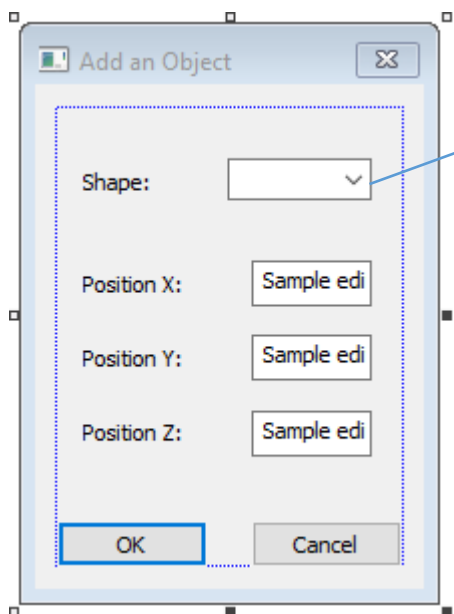 Add an Object
Shape:
Position X: Sample edi
Position Y: Sample edi
Position Z: Sample edi
OK Cancel